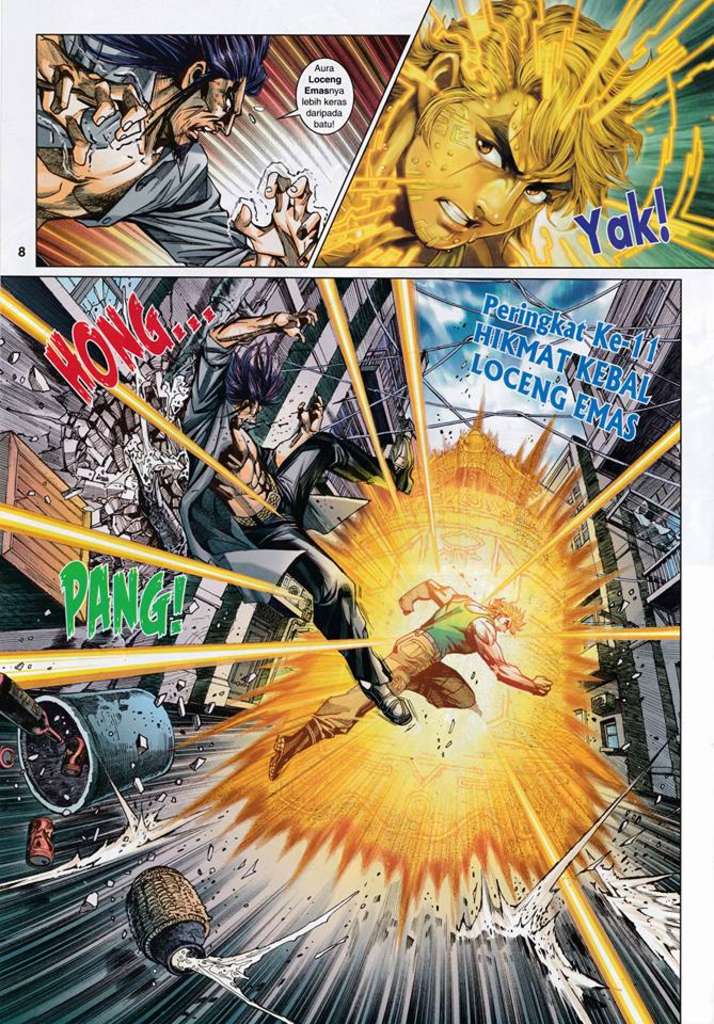 Aura
Loceng
Emasnya
lebih keras
daripada
batu!
Yak!
8
HONG...
Peringkat Ke-11
HIKMAT KEBAL
LOCENG EMAS
PANG!